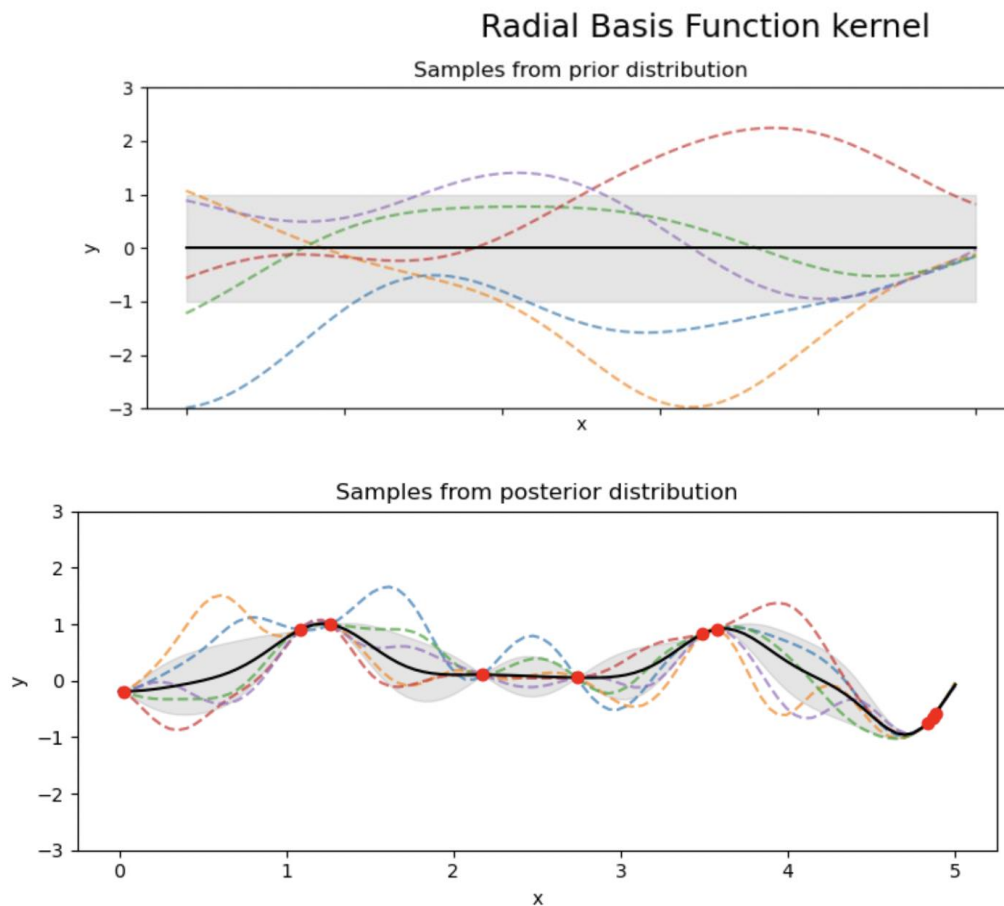 Radial Basis Function kernel
Samples from prior distribution
3
2
1
0
−1
−2
−3
y
x
Samples from posterior distribution
3
2
1
0
−1
−2
−3
y
0 1 2 3 4 5
x